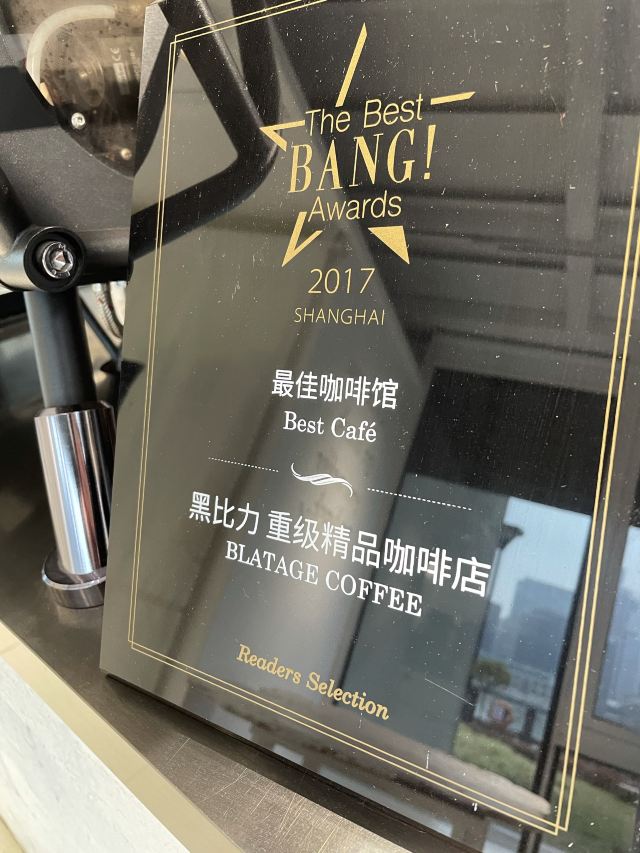 The Best
BANG!
Awards
2017
SHANGHAI
最佳咖啡馆
Best Café
黑比力 重级精品咖啡店
BLATAGE COFFEE
Readers Selection